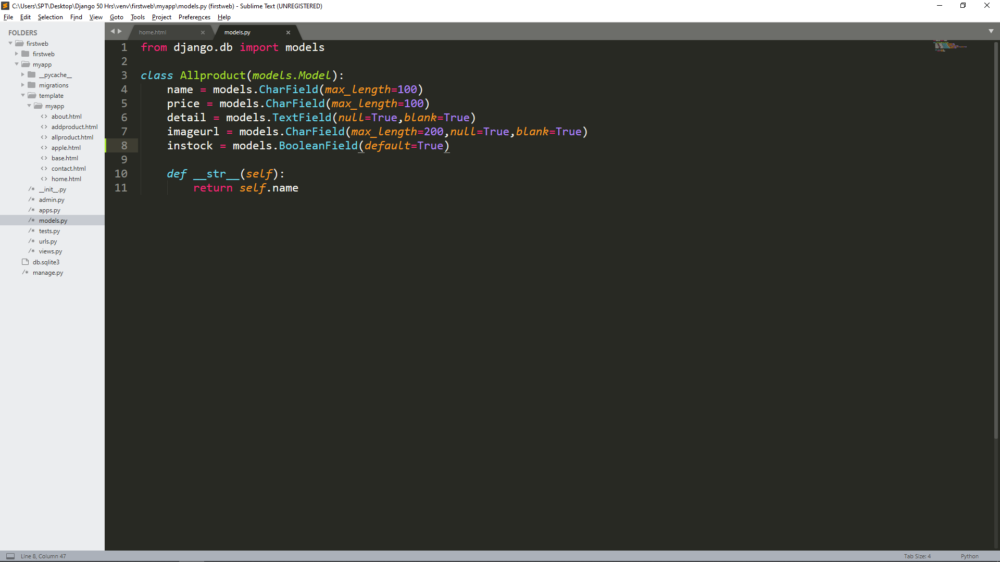 C:\Users\SPT\Desktop\Django 50 Hrs\venv\firstweb\myapp\models.py (firstweb) - Sublime Text (UNREGISTERED)
File Edit Selection Find View Goto Tools Project Preferences Help
FOLDERS
firstweb
firstweb
myapp
__pycache__
migrations
template
myapp
<> about.html
<> addproduct.html
<> allproduct.html
<> apple.html
<> base.html
<> contact.html
<> home.html
/* __init__.py
/* admin.py
/* apps.py
/* models.py
/* tests.py
/* urls.py
/* views.py
db.sqlite3
/* manage.py
home.html × models.py ×
1 from django.db import models
2
3 class Allproduct(models.Model):
4     name = models.CharField(max_length=100)
5     price = models.CharField(max_length=100)
6     detail = models.TextField(null=True,blank=True)
7     imageurl = models.CharField(max_length=200,null=True,blank=True)
8     instock = models.BooleanField(default=True)
9
10     def __str__(self):
11         return self.name
Line 8, Column 47
Tab Size: 4 Python